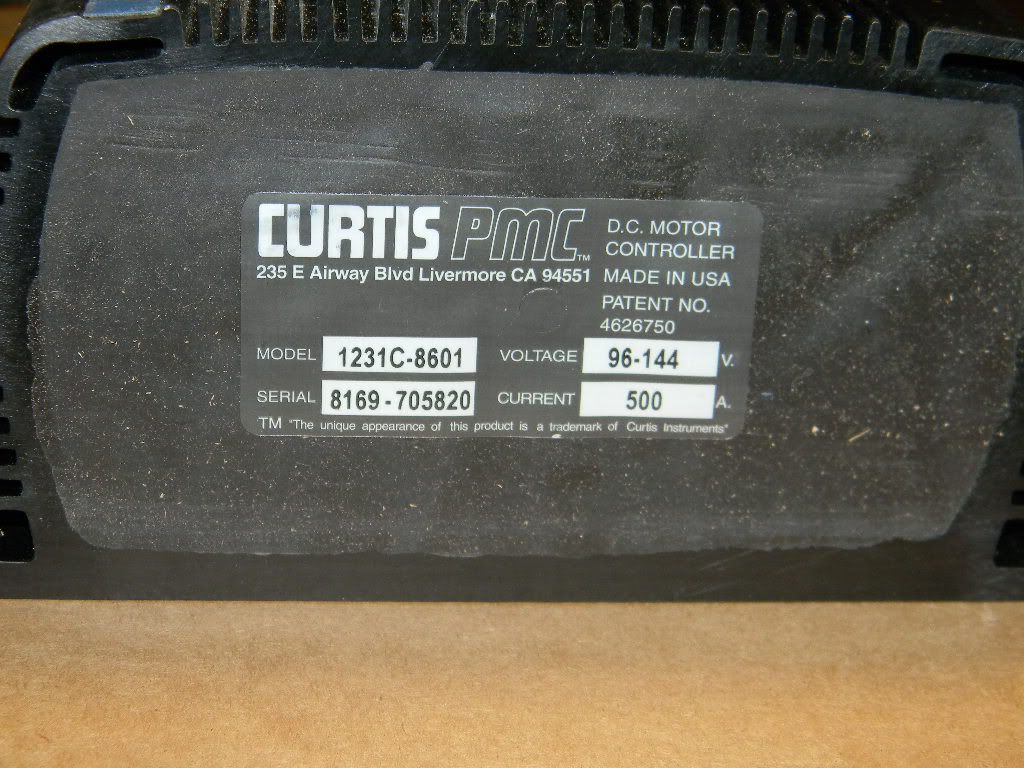 CURTIS PMC™
235 E Airway Blvd Livermore CA 94551
D.C. MOTOR
CONTROLLER
MADE IN USA
PATENT NO.
4626750
MODEL 1231C-8601 VOLTAGE 96-144 V.
SERIAL 8169-705820 CURRENT 500 A.
TM "The unique appearance of this product is a trademark of Curtis Instruments"